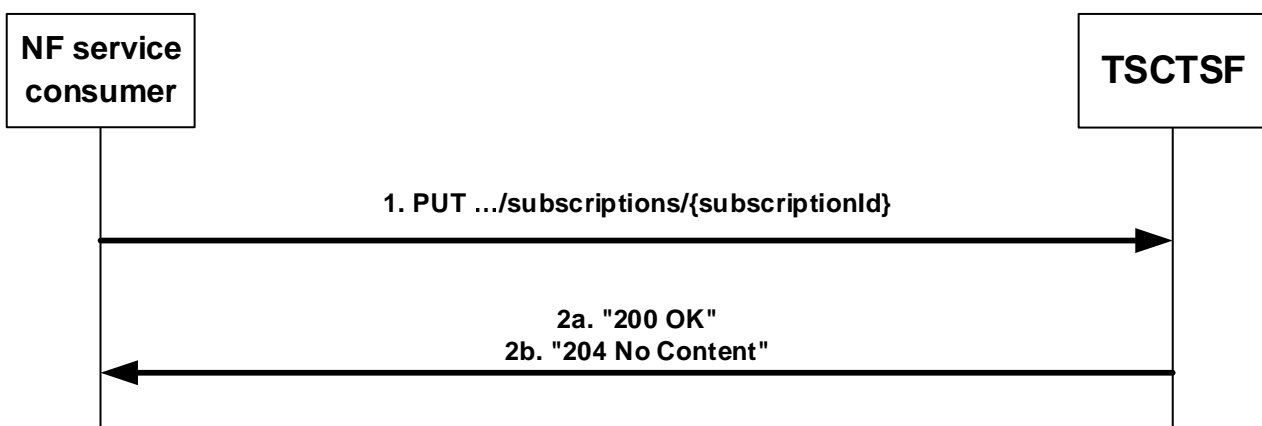 NF service
consumer
TSCTSF
1. PUT .../subscriptions/{subscriptionId}
2a. "200 OK"
2b. "204 No Content"